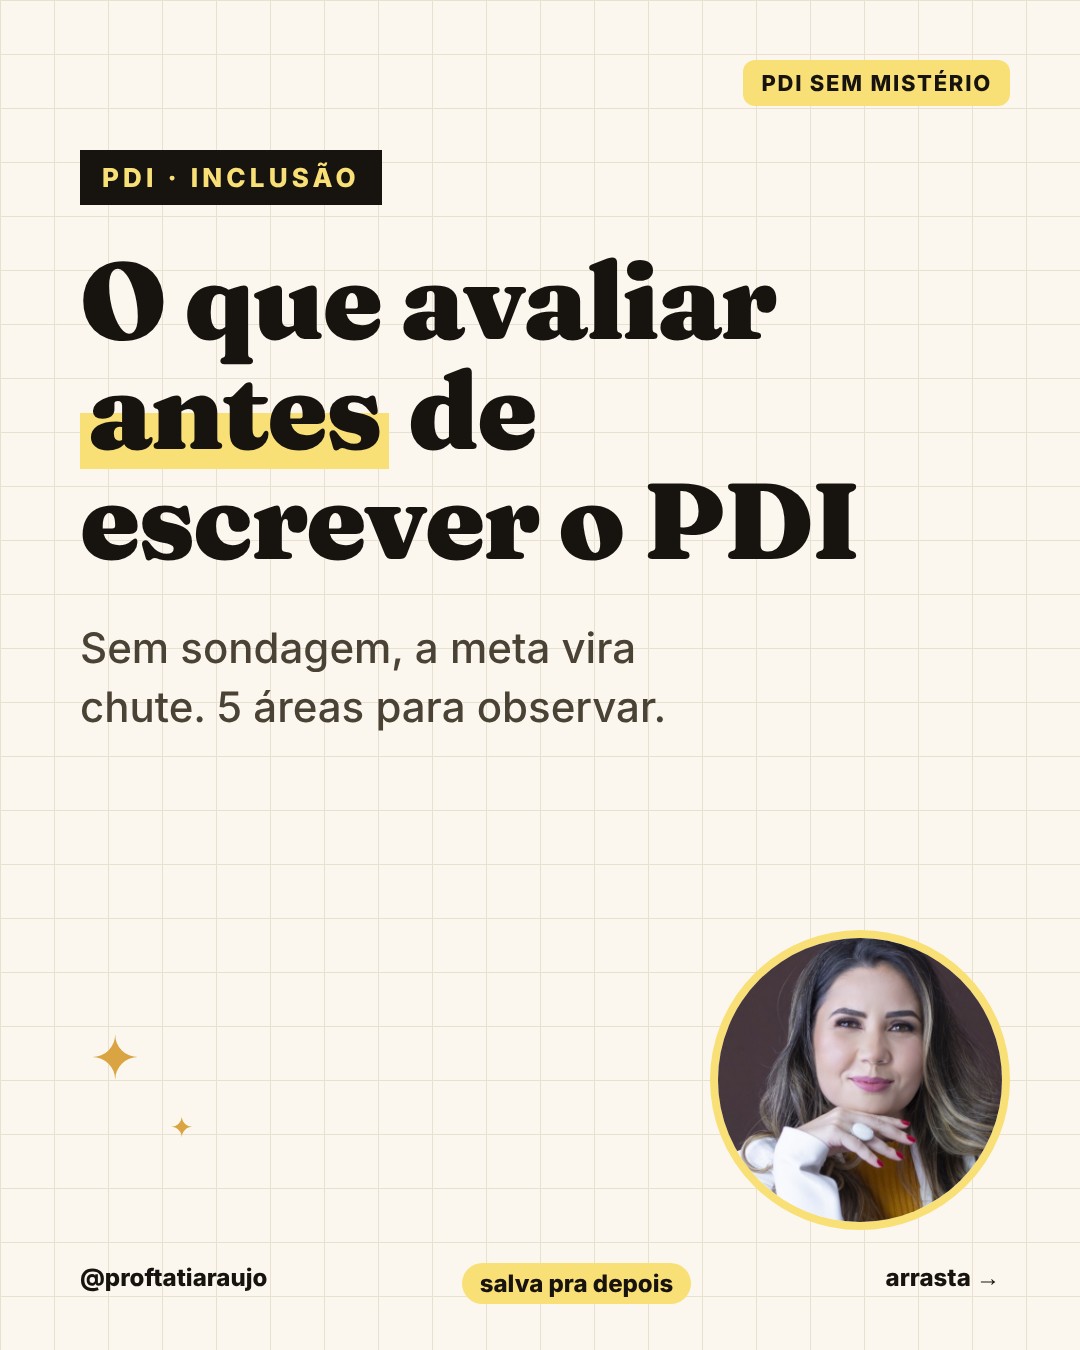 PDI SEM MISTÉRIO
PDI · INCLUSÃO
O que avaliar
antes de
escrever o PDI
Sem sondagem, a meta vira
chute. 5 áreas para observar.
@proftatiaraujo
salva pra depois
arrasta →